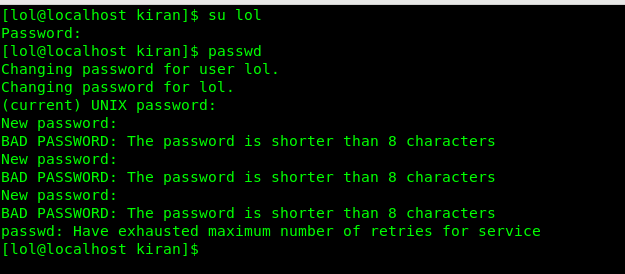 [lol@localhost kiran]$ su lol
Password:
[lol@localhost kiran]$ passwd
Changing password for user lol.
Changing password for lol.
(current) UNIX password:
New password:
BAD PASSWORD: The password is shorter than 8 characters
New password:
BAD PASSWORD: The password is shorter than 8 characters
New password:
BAD PASSWORD: The password is shorter than 8 characters
passwd: Have exhausted maximum number of retries for service
[lol@localhost kiran]$